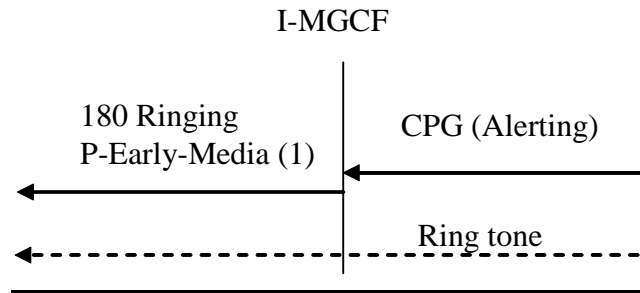 I-MGCF
180 Ringing
P-Early-Media (1)
CPG (Alerting)
Ring tone